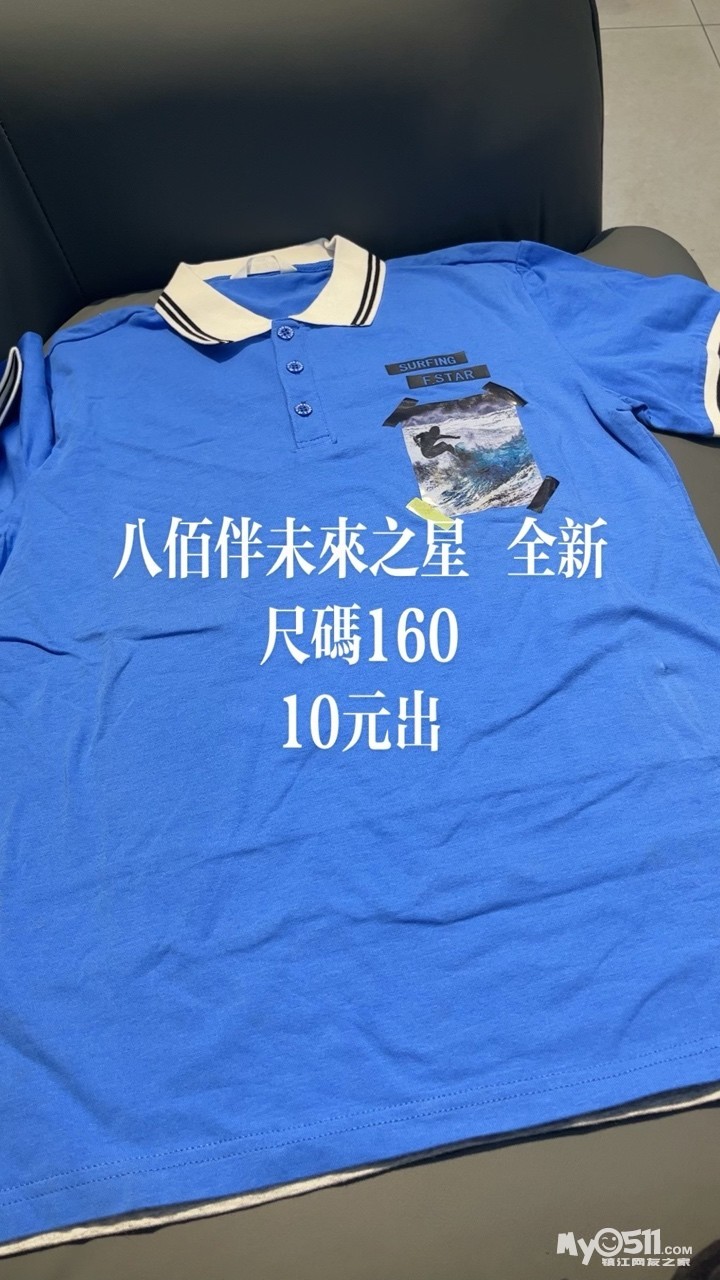 SURFING
F.STAR
八佰伴未來之星 全新
尺碼160
10元出
My0511.COM
镇江网友之家